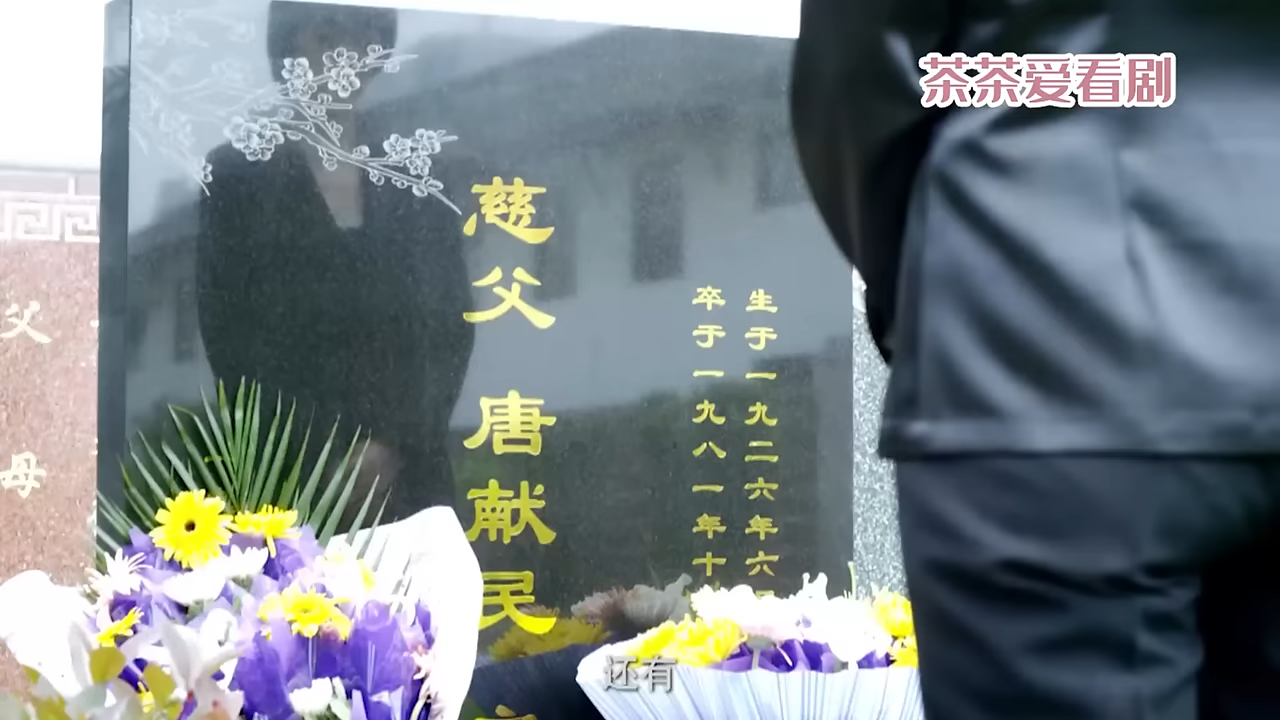 茶茶爱看剧
慈父 唐献民
生于一九二六年六
卒于一九八一年十
父
母
还有